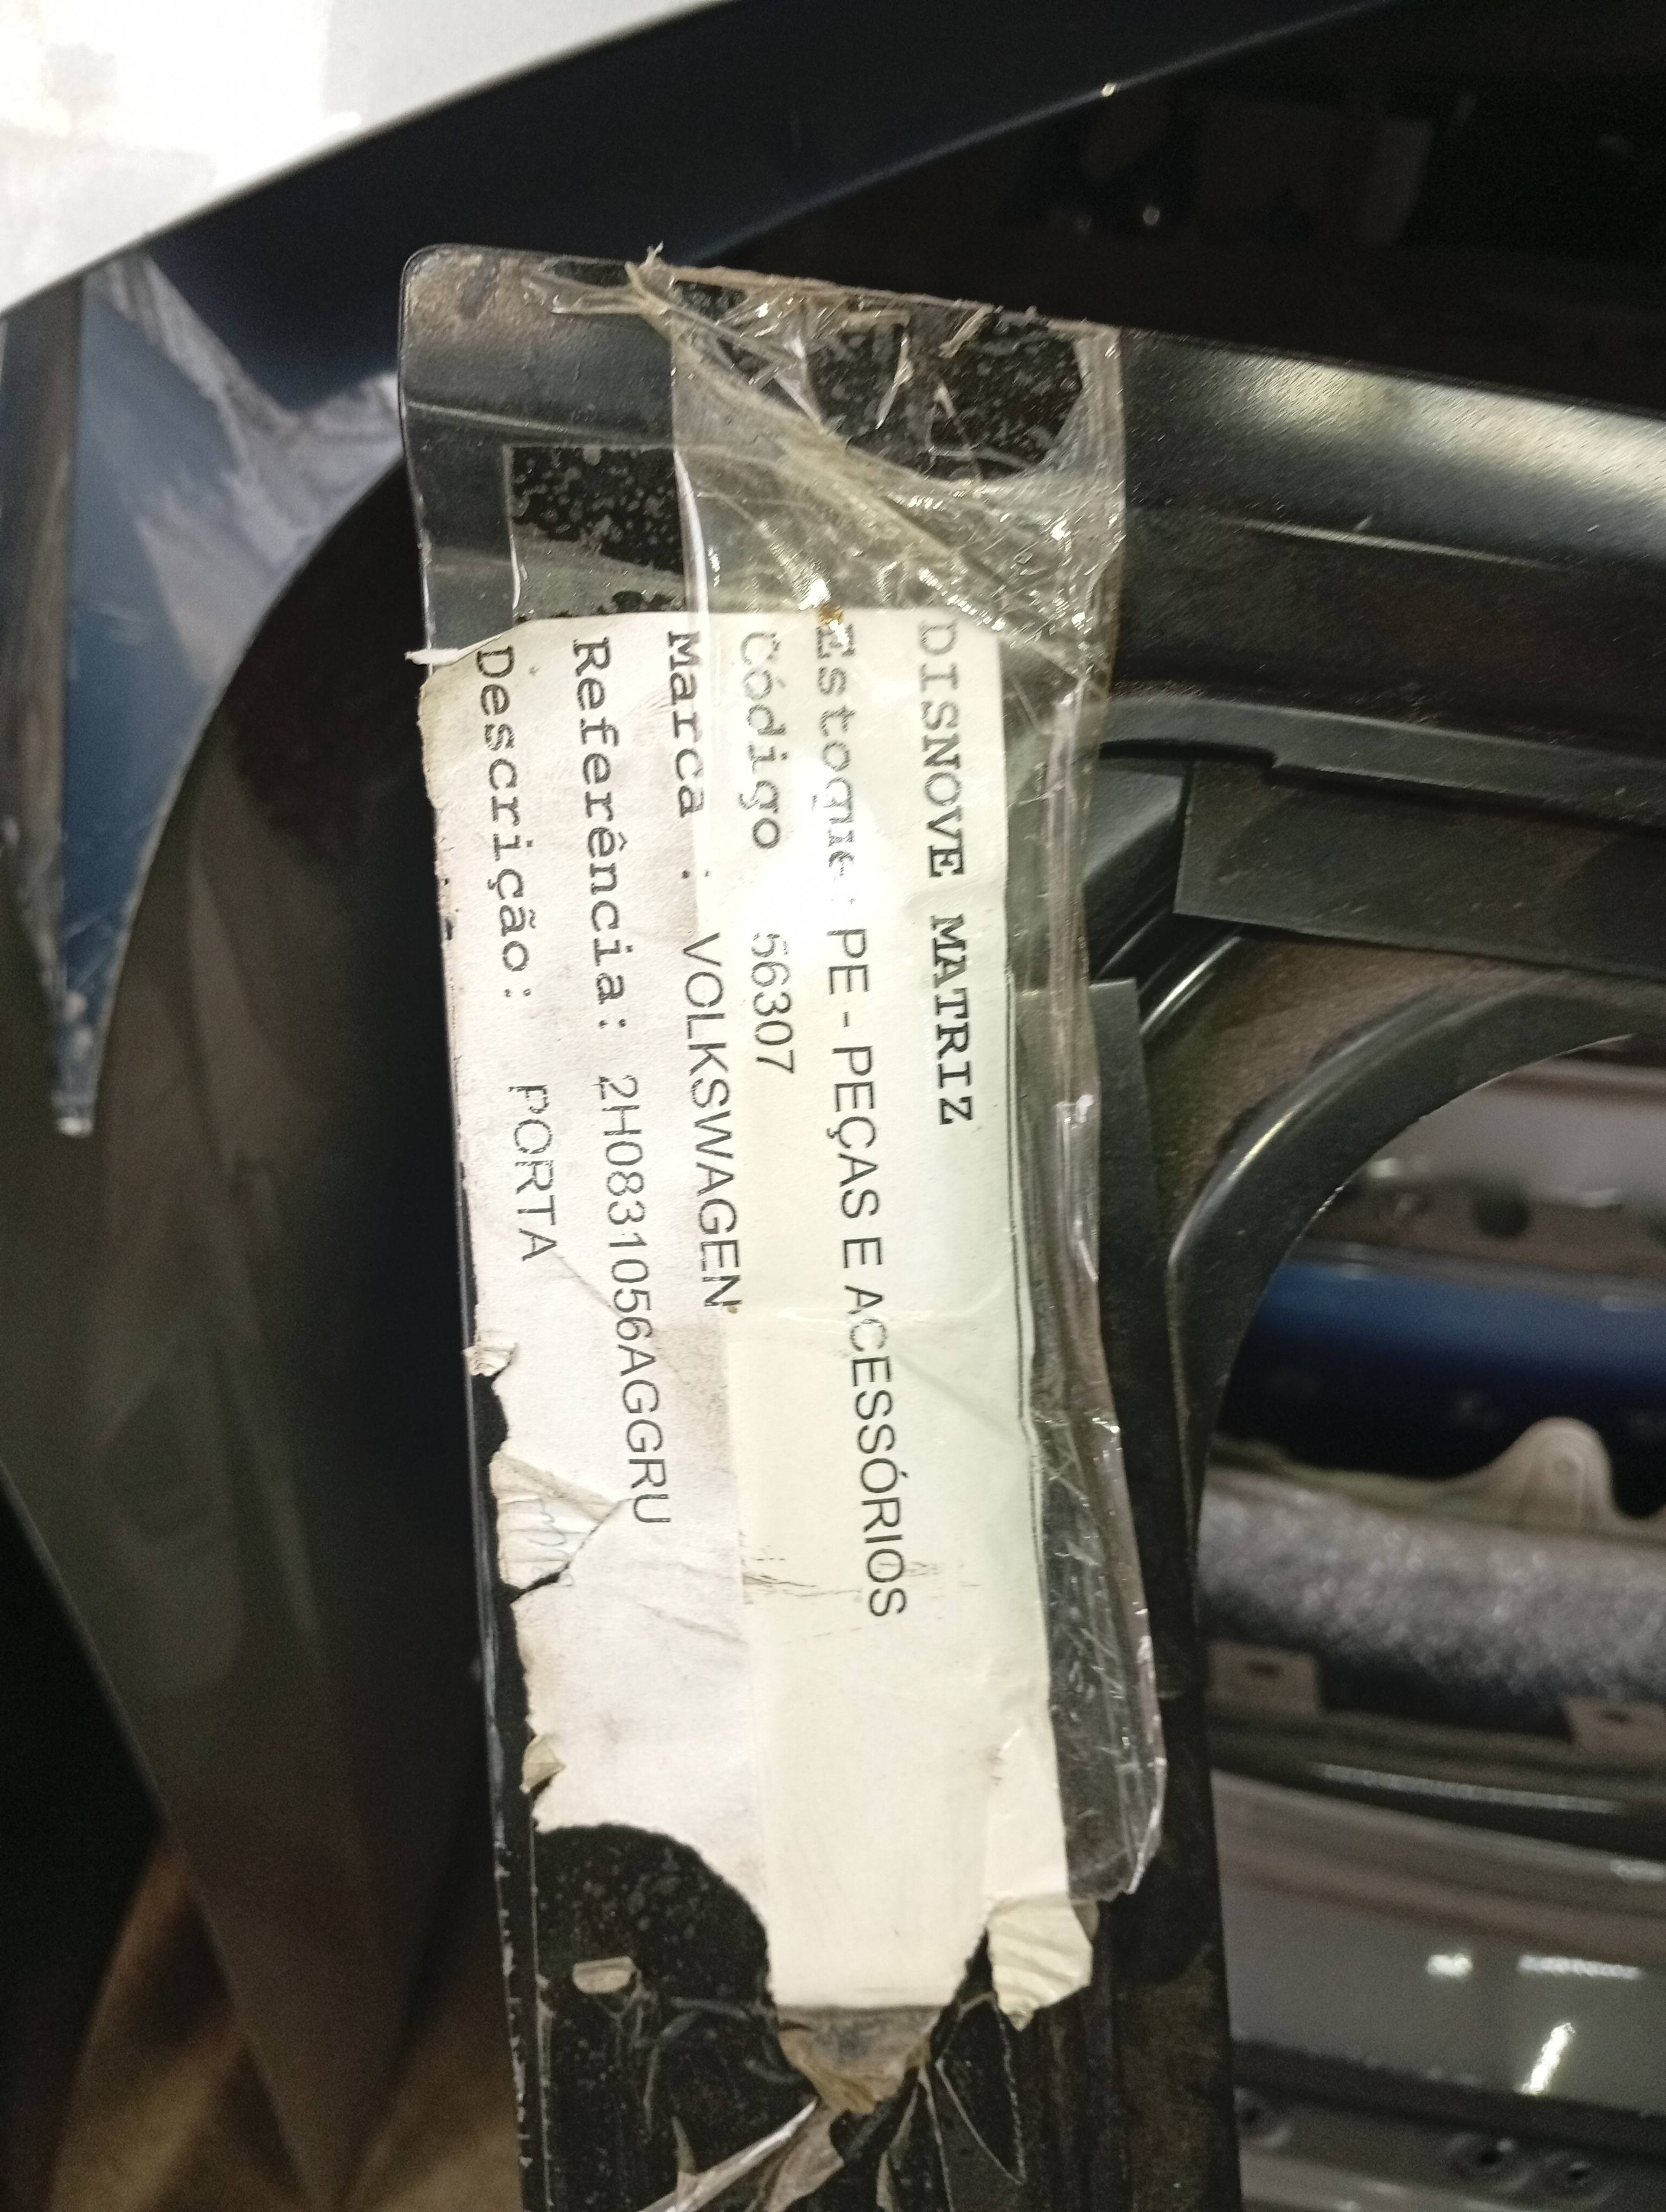 DISNOVE MATRIZ
Estoque: PE - PEÇAS E ACESSÓRIOS
Código 56307
Marca : VOLKSWAGEN
Referência: 2H0831056AGGRU
Descrição: PORTA